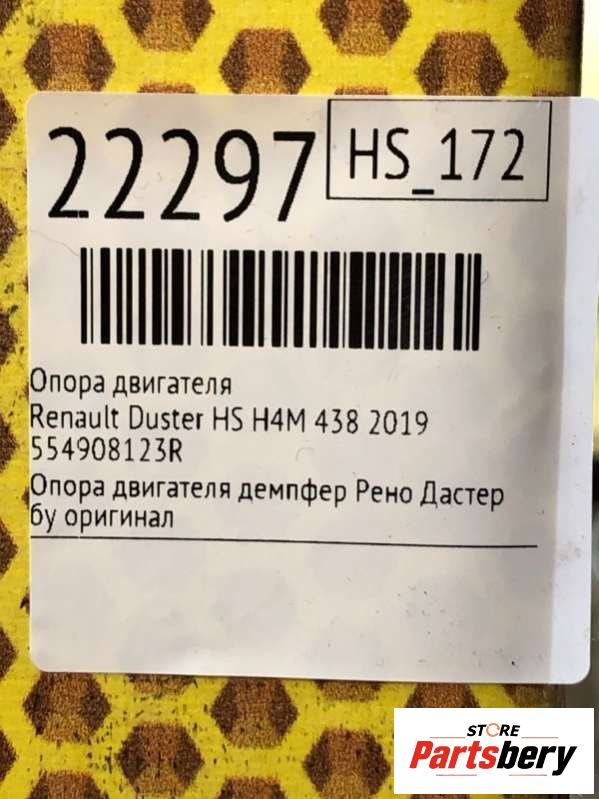 22297
HS_172
Опора двигателя
Renault Duster HS H4M 438 2019
554908123R
Опора двигателя демпфер Рено Дастер
бу оригинал
STORE
Partsbery